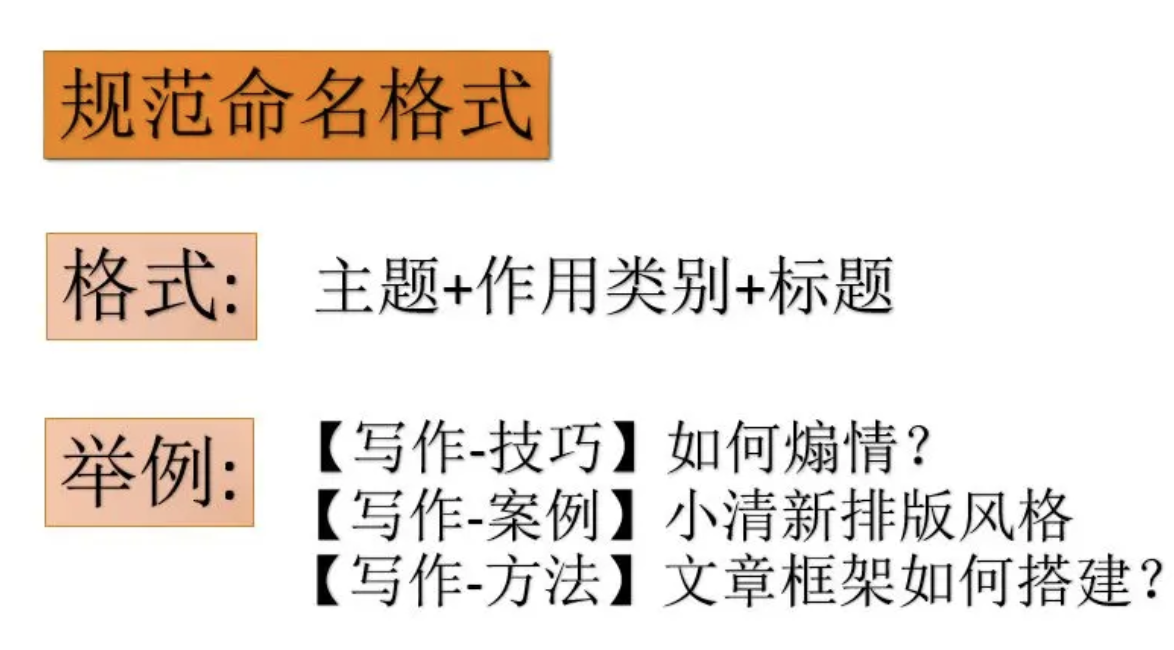 规范命名格式
格式: 主题+作用类别+标题
举例: 【写作-技巧】如何煽情？
【写作-案例】小清新排版风格
【写作-方法】文章框架如何搭建？